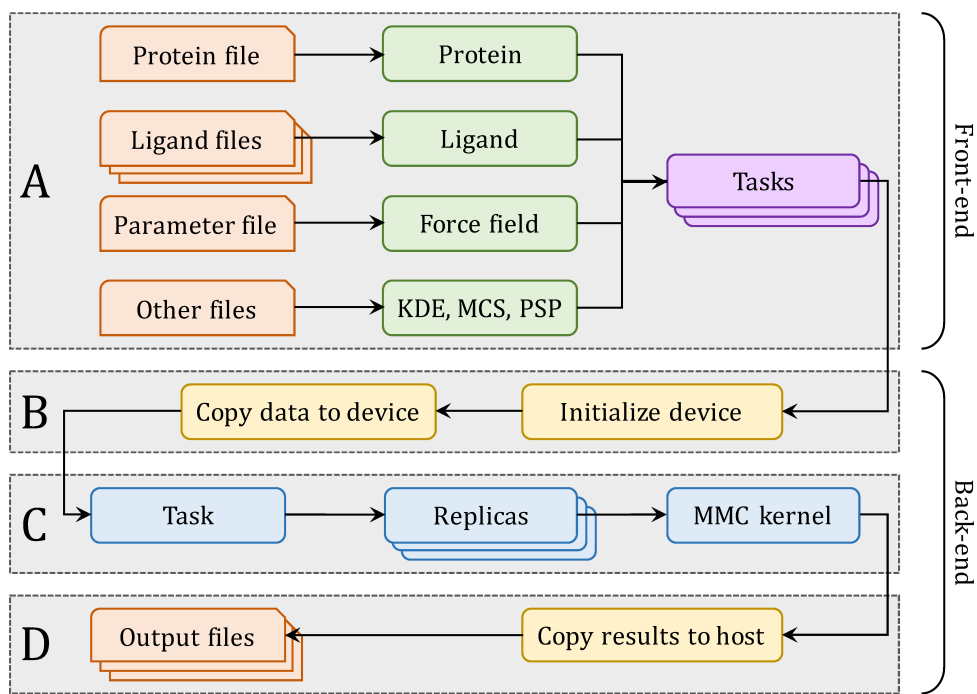 A
Protein file
Protein
Ligand files
Ligand
Tasks
Parameter file
Force field
Other files
KDE, MCS, PSP
Front-end
B
Copy data to device
Initialize device
C
Task
Replicas
MMC kernel
D
Output files
Copy results to host
Back-end